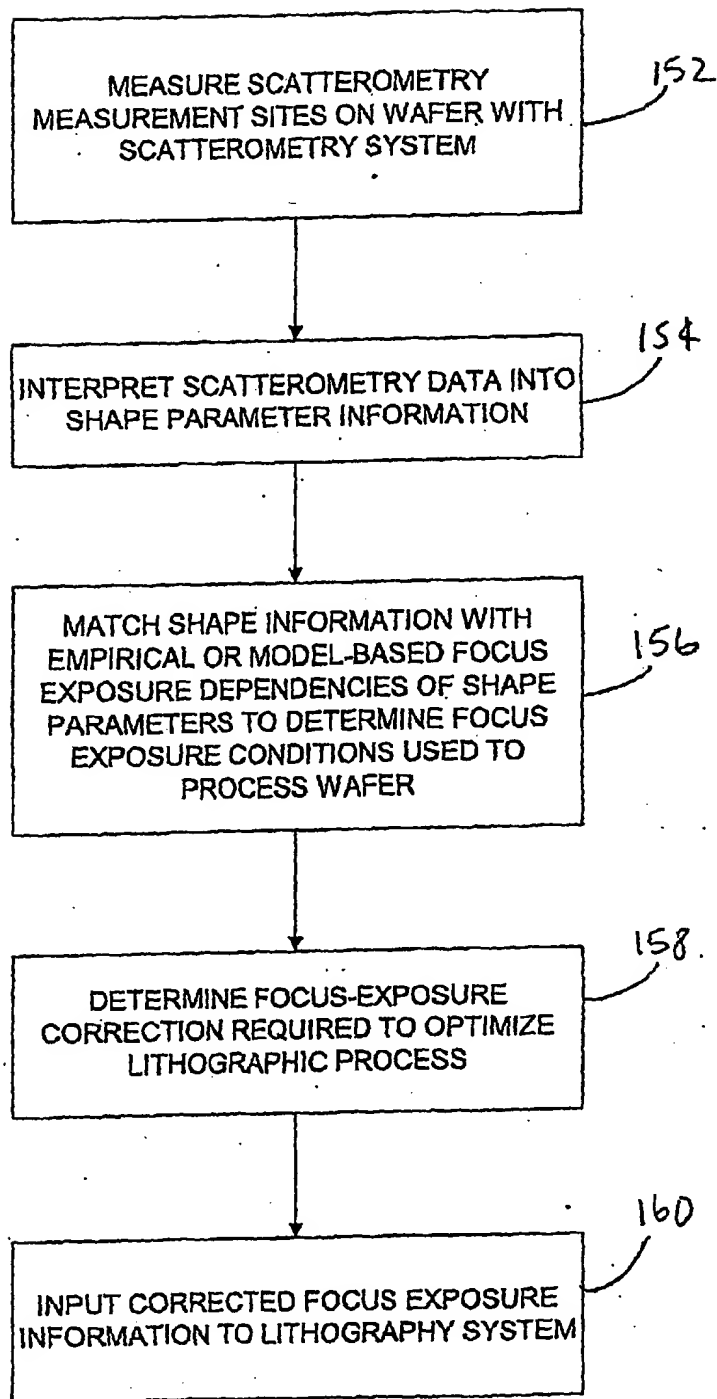 MEASURE SCATTEROMETRY
MEASUREMENT SITES ON WAFER WITH
SCATTEROMETRY SYSTEM
152
INTERPRET SCATTEROMETRY DATA INTO
SHAPE PARAMETER INFORMATION
154
MATCH SHAPE INFORMATION WITH
EMPIRICAL OR MODEL-BASED FOCUS
EXPOSURE DEPENDENCIES OF SHAPE
PARAMETERS TO DETERMINE FOCUS
EXPOSURE CONDITIONS USED TO
PROCESS WAFER
156
DETERMINE FOCUS-EXPOSURE
CORRECTION REQUIRED TO OPTIMIZE
LITHOGRAPHIC PROCESS
158
INPUT CORRECTED FOCUS EXPOSURE
INFORMATION TO LITHOGRAPHY SYSTEM
160